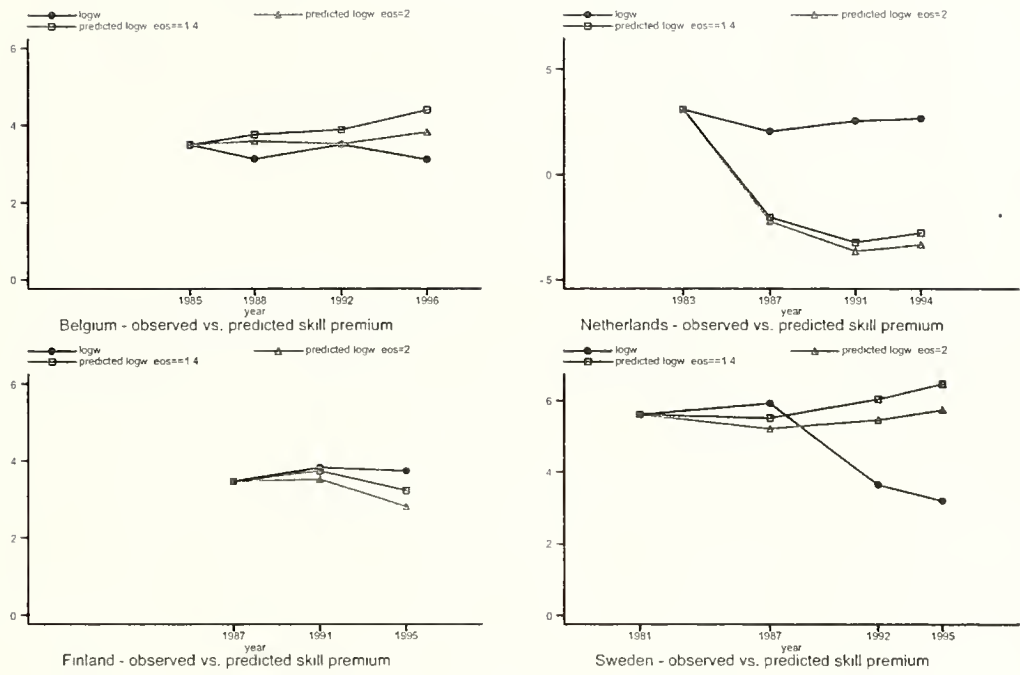 logw
predicted logw eos=2
predicted logw eos==1.4
6
4
2
0
1985 1988 1992 1996
year
Belgium - observed vs. predicted skill premium
logw
predicted logw eos=2
predicted logw eos==1.4
5
0
-5
1983 1987 1991 1994
year
Netherlands - observed vs. predicted skill premium
logw
predicted logw eos=2
predicted logw eos==1.4
6
4
2
0
1987 1991 1995
year
Finland - observed vs. predicted skill premium
logw
predicted logw eos=2
predicted logw eos==1.4
6
4
2
0
1981 1987 1992 1995
year
Sweden - observed vs. predicted skill premium